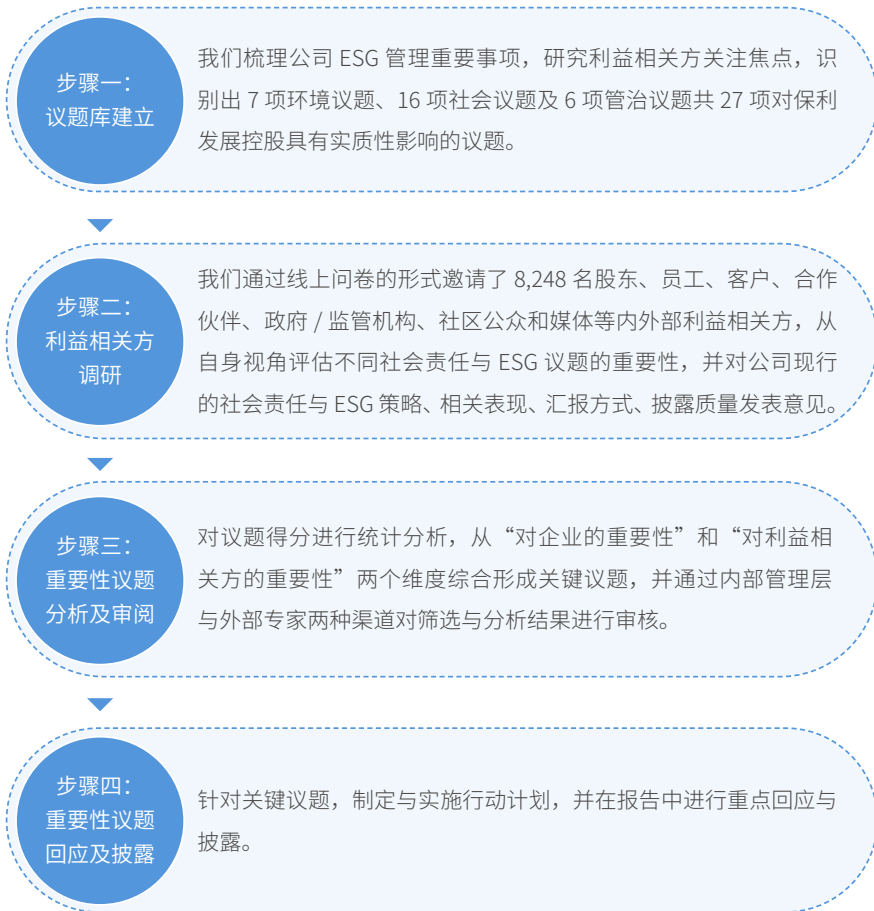 步骤一：
议题库建立
我们梳理公司 ESG 管理重要事项，研究利益相关方关注焦点，识
别出 7 项环境议题、16 项社会议题及 6 项管治议题共 27 项对保利
发展控股具有实质性影响的议题。
步骤二：
利益相关方
调研
我们通过线上问卷的形式邀请了 8,248 名股东、员工、客户、合作
伙伴、政府 / 监管机构、社区公众和媒体等内外部利益相关方，从
自身视角评估不同社会责任与 ESG 议题的重要性，并对公司现行
的社会责任与 ESG 策略、相关表现、汇报方式、披露质量发表意见。
步骤三：
重要性议题
分析及审阅
对议题得分进行统计分析，从“对企业的重要性”和“对利益相
关方的重要性”两个维度综合形成关键议题，并通过内部管理层
与外部专家两种渠道对筛选与分析结果进行审核。
步骤四：
重要性议题
回应及披露
针对关键议题，制定与实施行动计划，并在报告中进行重点回应与
披露。